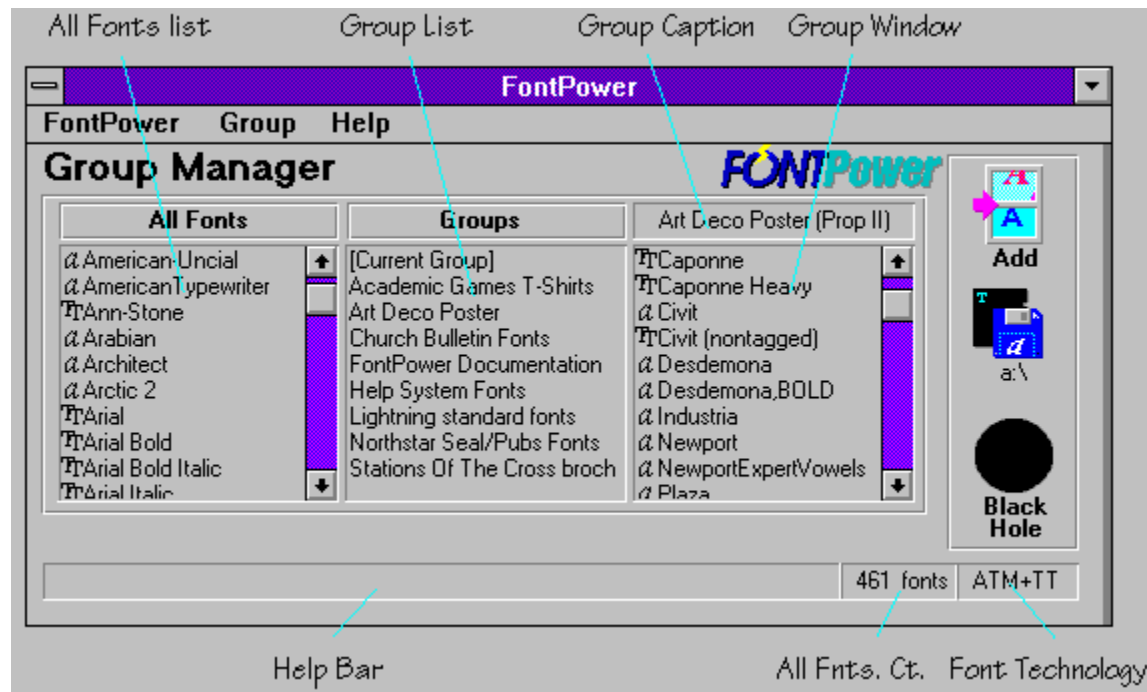 All Fonts list Group List Group Caption Group Window
FontPower
FontPower Group Help
Group Manager FONTPower
All Fonts Groups Art Deco Poster (Prop II)
American-Uncial [Current Group] Caponne
AmericanTypewriter Academic Games T-Shirts Caponne Heavy
Ann-Stone Art Deco Poster Civit
Arabian Church Bulletin Fonts Civit (nontagged)
Architect FontPower Documentation Desdemona
Arctic 2 Help System Fonts Desdemona,BOLD
Arial Lightning standard fonts Industria
Arial Bold Northstar Seal/Pubs Fonts Newport
Arial Bold Italic Stations Of The Cross broch NewportExpertVowels
Arial Italic Plaza
Add
a:\
Black
Hole
461 fonts ATM+TT
Help Bar All Fnts. Ct. Font Technology